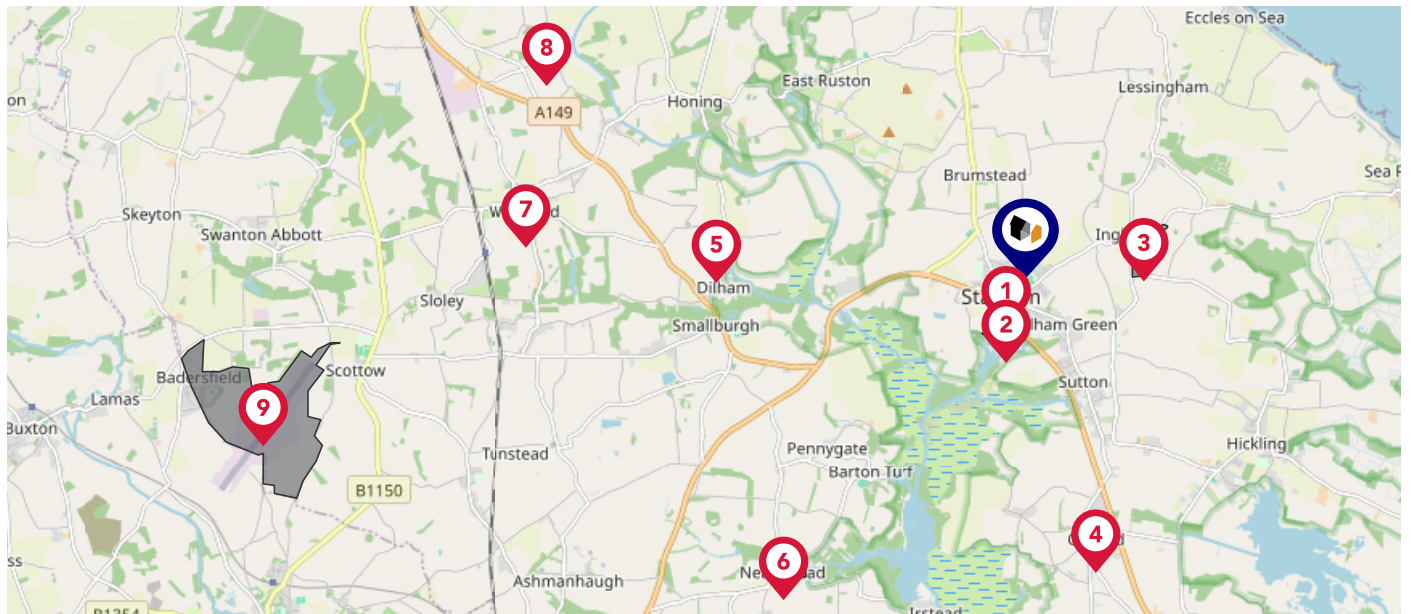 Eccles on Sea
8
East Ruston
Lessingham
Honing
A149
Brumstead
Sea
Skeyton
7
Swanton Abbott
5
3
Dilham
Sloley
1
Smallburgh
2
Badersfield
Scottow
Sutton
Lamas
9
Buxton
Tunstead
Pennygate
Hickling
Barton Turf
B1150
4
6
Ashmanhaugh
Irstead
B1354